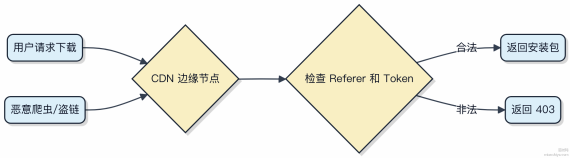 用户请求下载
恶意爬虫/盗链
CDN 边缘节点
检查 Referer 和 Token
合法
非法
返回安装包
返回 403